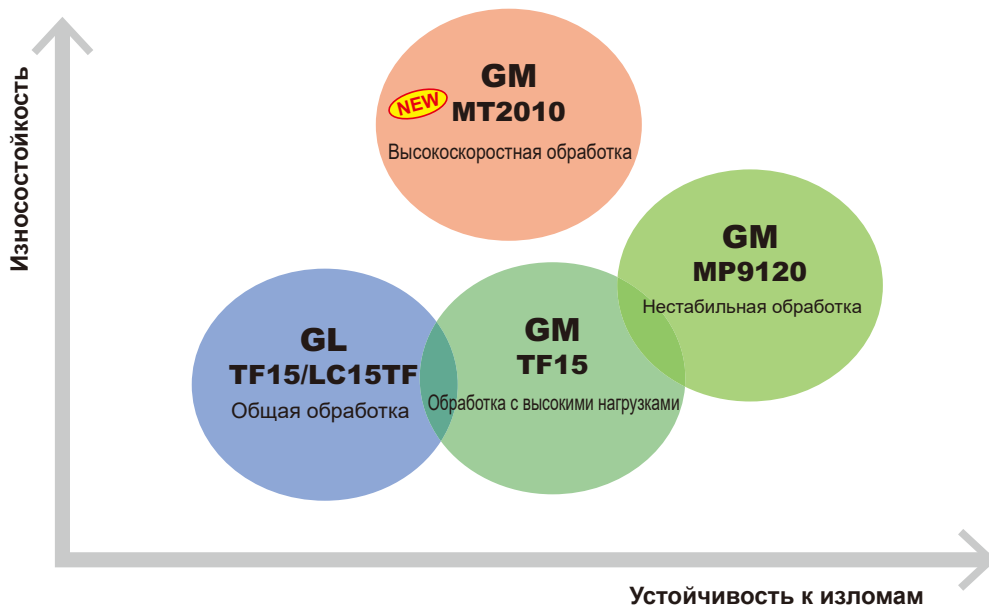 Износостойкость
GM
NEW
MT2010
Высокоскоростная обработка
GM
MP9120
Нестабильная обработка
GL
TF15/LC15TF
Общая обработка
GM
TF15
Обработка с высокими нагрузками
Устойчивость к изломам